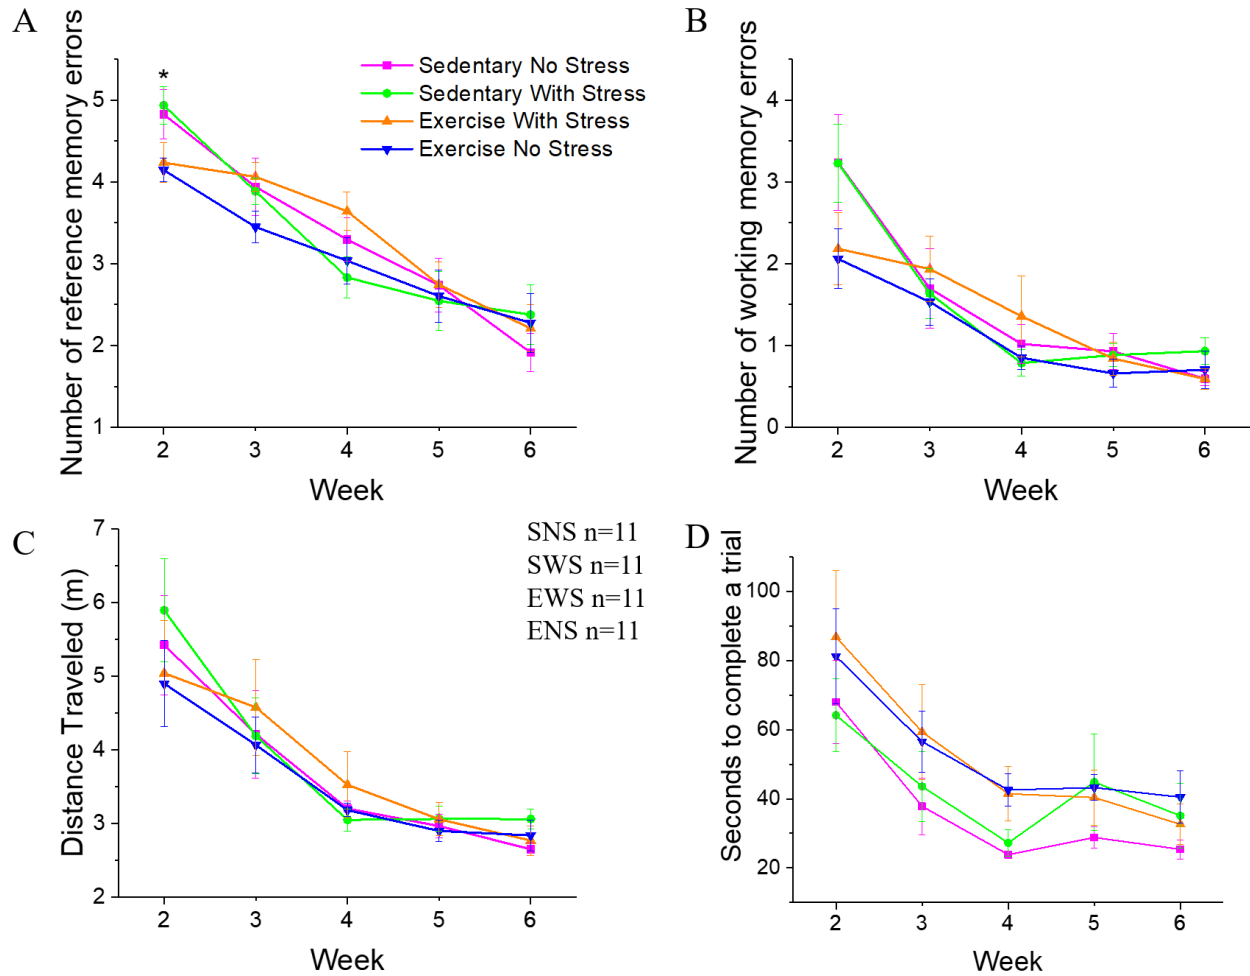 A
Number of reference memory errors
*
5
4
3
2
1
2 3 4 5 6
Week
Sedentary No Stress
Sedentary With Stress
Exercise With Stress
Exercise No Stress
B
Number of working memory errors
4
3
2
1
0
2 3 4 5 6
Week
C
Distance Traveled (m)
7
6
5
4
3
2
2 3 4 5 6
Week
SNS n=11
SWS n=11
EWS n=11
ENS n=11
D
Seconds to complete a trial
100
80
60
40
20
2 3 4 5 6
Week